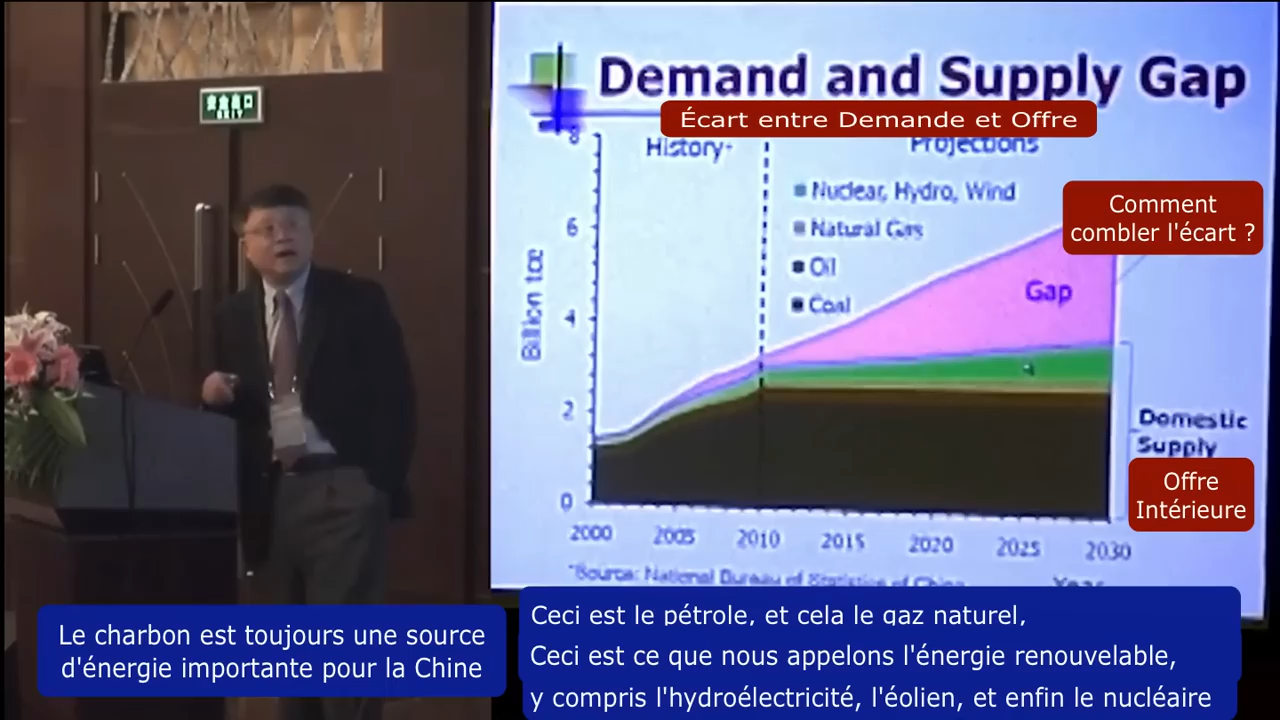 Demand and Supply Gap
Écart entre Demande et Offre
8
History-
Projections
Nuclear, Hydro, Wind
Comment
combler l'écart ?
6
Natural Gas
Oil
Gap
Coal
4
Billion tce
2
Domestic
Supply
Offre
Intérieure
0
2000 2005 2010 2015 2020 2025 2030
*Source: National Bureau of Statistics of China
Year
EXIT
Le charbon est toujours une source
d'énergie importante pour la Chine
Ceci est le pétrole, et cela le gaz naturel,
Ceci est ce que nous appelons l'énergie renouvelable,
y compris l'hydroélectricité, l'éolien, et enfin le nucléaire